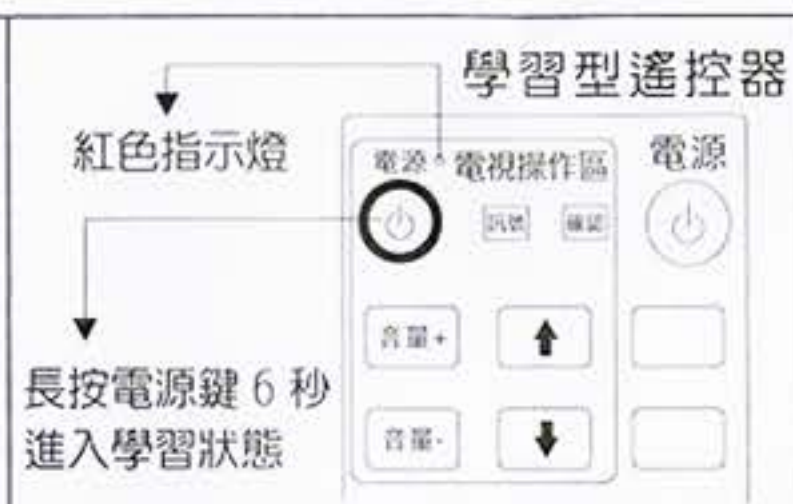 學習型遙控器
紅色指示燈
電源
電視操作區
電源
訊號
確認
音量+
長按電源鍵6秒
進入學習狀態
音量-